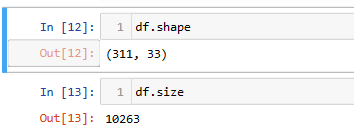 In [12]: 1 df.shape
Out[12]: (311, 33)
In [13]: 1 df.size
Out[13]: 10263